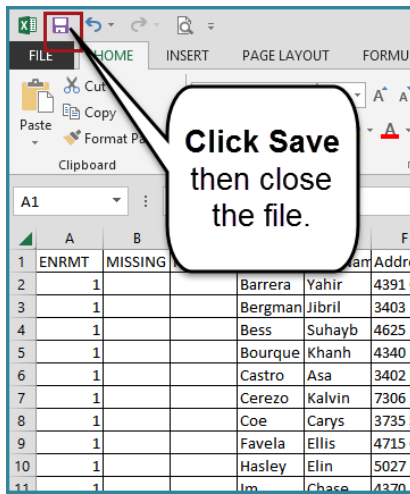 FILE HOME INSERT PAGE LAYOUT FORMU
Cut
Copy
Paste
Format Pa
Clipboard
A A
A
Click Save
then close
the file.
A1
A B F
1 ENRMT MISSING Addre
2 1 Barrera Yahir 4391
3 1 Bergman Jibril 3403
4 1 Bess Suhayb 4625
5 1 Bourque Khanh 4340
6 1 Castro Asa 3402
7 1 Cerezo Kalvin 7306
8 1 Coe Carys 3735
9 1 Favela Ellis 4715
10 1 Hasley Elin 5027
11 1 Im Chase 4370